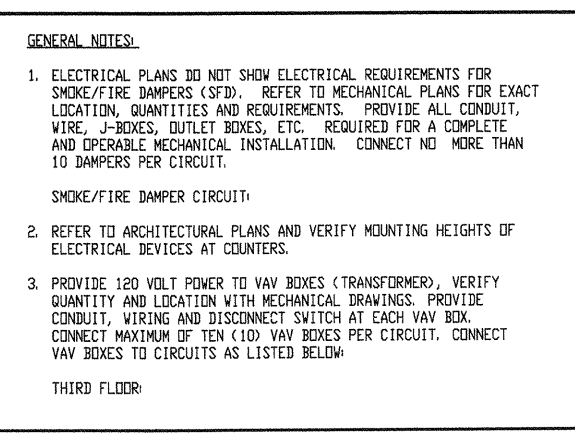 GENERAL NOTES:
1. ELECTRICAL PLANS DO NOT SHOW ELECTRICAL REQUIREMENTS FOR
SMOKE/FIRE DAMPERS (SFD). REFER TO MECHANICAL PLANS FOR EXACT
LOCATION, QUANTITIES AND REQUIREMENTS. PROVIDE ALL CONDUIT,
WIRE, J-BOXES, OUTLET BOXES, ETC. REQUIRED FOR A COMPLETE
AND OPERABLE MECHANICAL INSTALLATION. CONNECT NO MORE THAN
10 DAMPERS PER CIRCUIT.
SMOKE/FIRE DAMPER CIRCUIT:
2. REFER TO ARCHITECTURAL PLANS AND VERIFY MOUNTING HEIGHTS OF
ELECTRICAL DEVICES AT COUNTERS.
3. PROVIDE 120 VOLT POWER TO VAV BOXES (TRANSFORMER), VERIFY
QUANTITY AND LOCATION WITH MECHANICAL DRAWINGS. PROVIDE
CONDUIT, WIRING AND DISCONNECT SWITCH AT EACH VAV BOX.
CONNECT MAXIMUM OF TEN (10) VAV BOXES PER CIRCUIT. CONNECT
VAV BOXES TO CIRCUITS AS LISTED BELOW:
THIRD FLOOR: